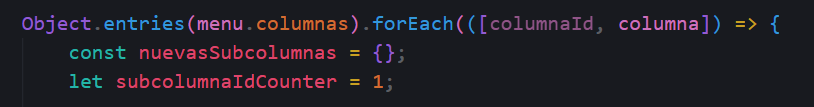 Object.entries(menu.columnas).forEach(([columnaId, columna]) => {
const nuevasSubcolumnas = {};
let subcolumnaIdCounter = 1;